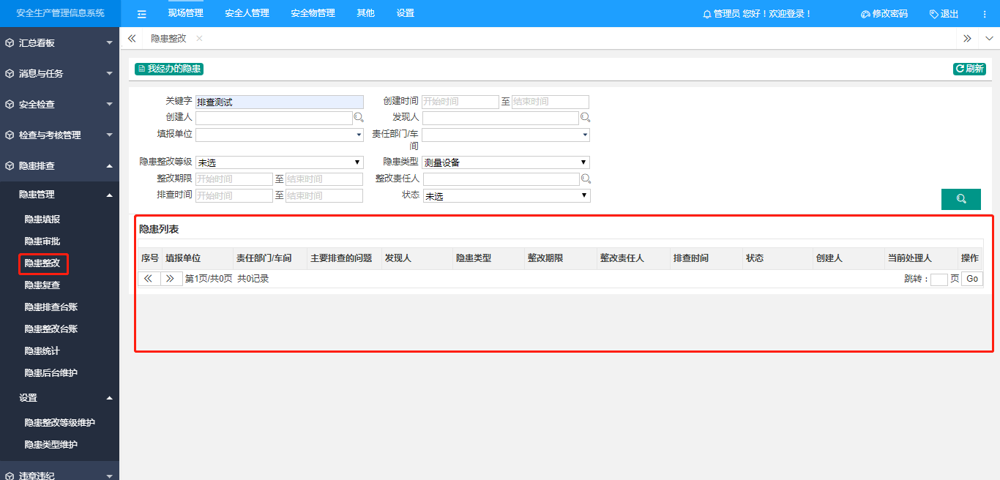 安全生产管理信息系统 现场管理 安全人管理 安全物管理 其他 设置 管理员 您好！欢迎登录！ 修改密码 退出
汇总看板
消息与任务
安全检查
检查与考核管理
隐患排查
隐患管理
隐患填报
隐患审批
隐患整改
隐患复查
隐患排查台账
隐患整改台账
隐患统计
隐患后台维护
设置
隐患整改等级维护
隐患类型维护
违章违纪
隐患整改
我经办的隐患 刷新
关键字 排查测试 创建时间 开始时间 至 结束时间
创建人 发现人
填报单位 责任部门/车
间
隐患整改等级 未选 隐患类型 测量设备
整改期限 开始时间 至 结束时间 整改责任人
排查时间 开始时间 至 结束时间 状态 未选
隐患列表
序号 填报单位 责任部门/车间 主要排查的问题 发现人 隐患类型 整改期限 整改责任人 排查时间 状态 创建人 当前处理人 操作
第1页/共0页 共0记录 跳转： 页 Go